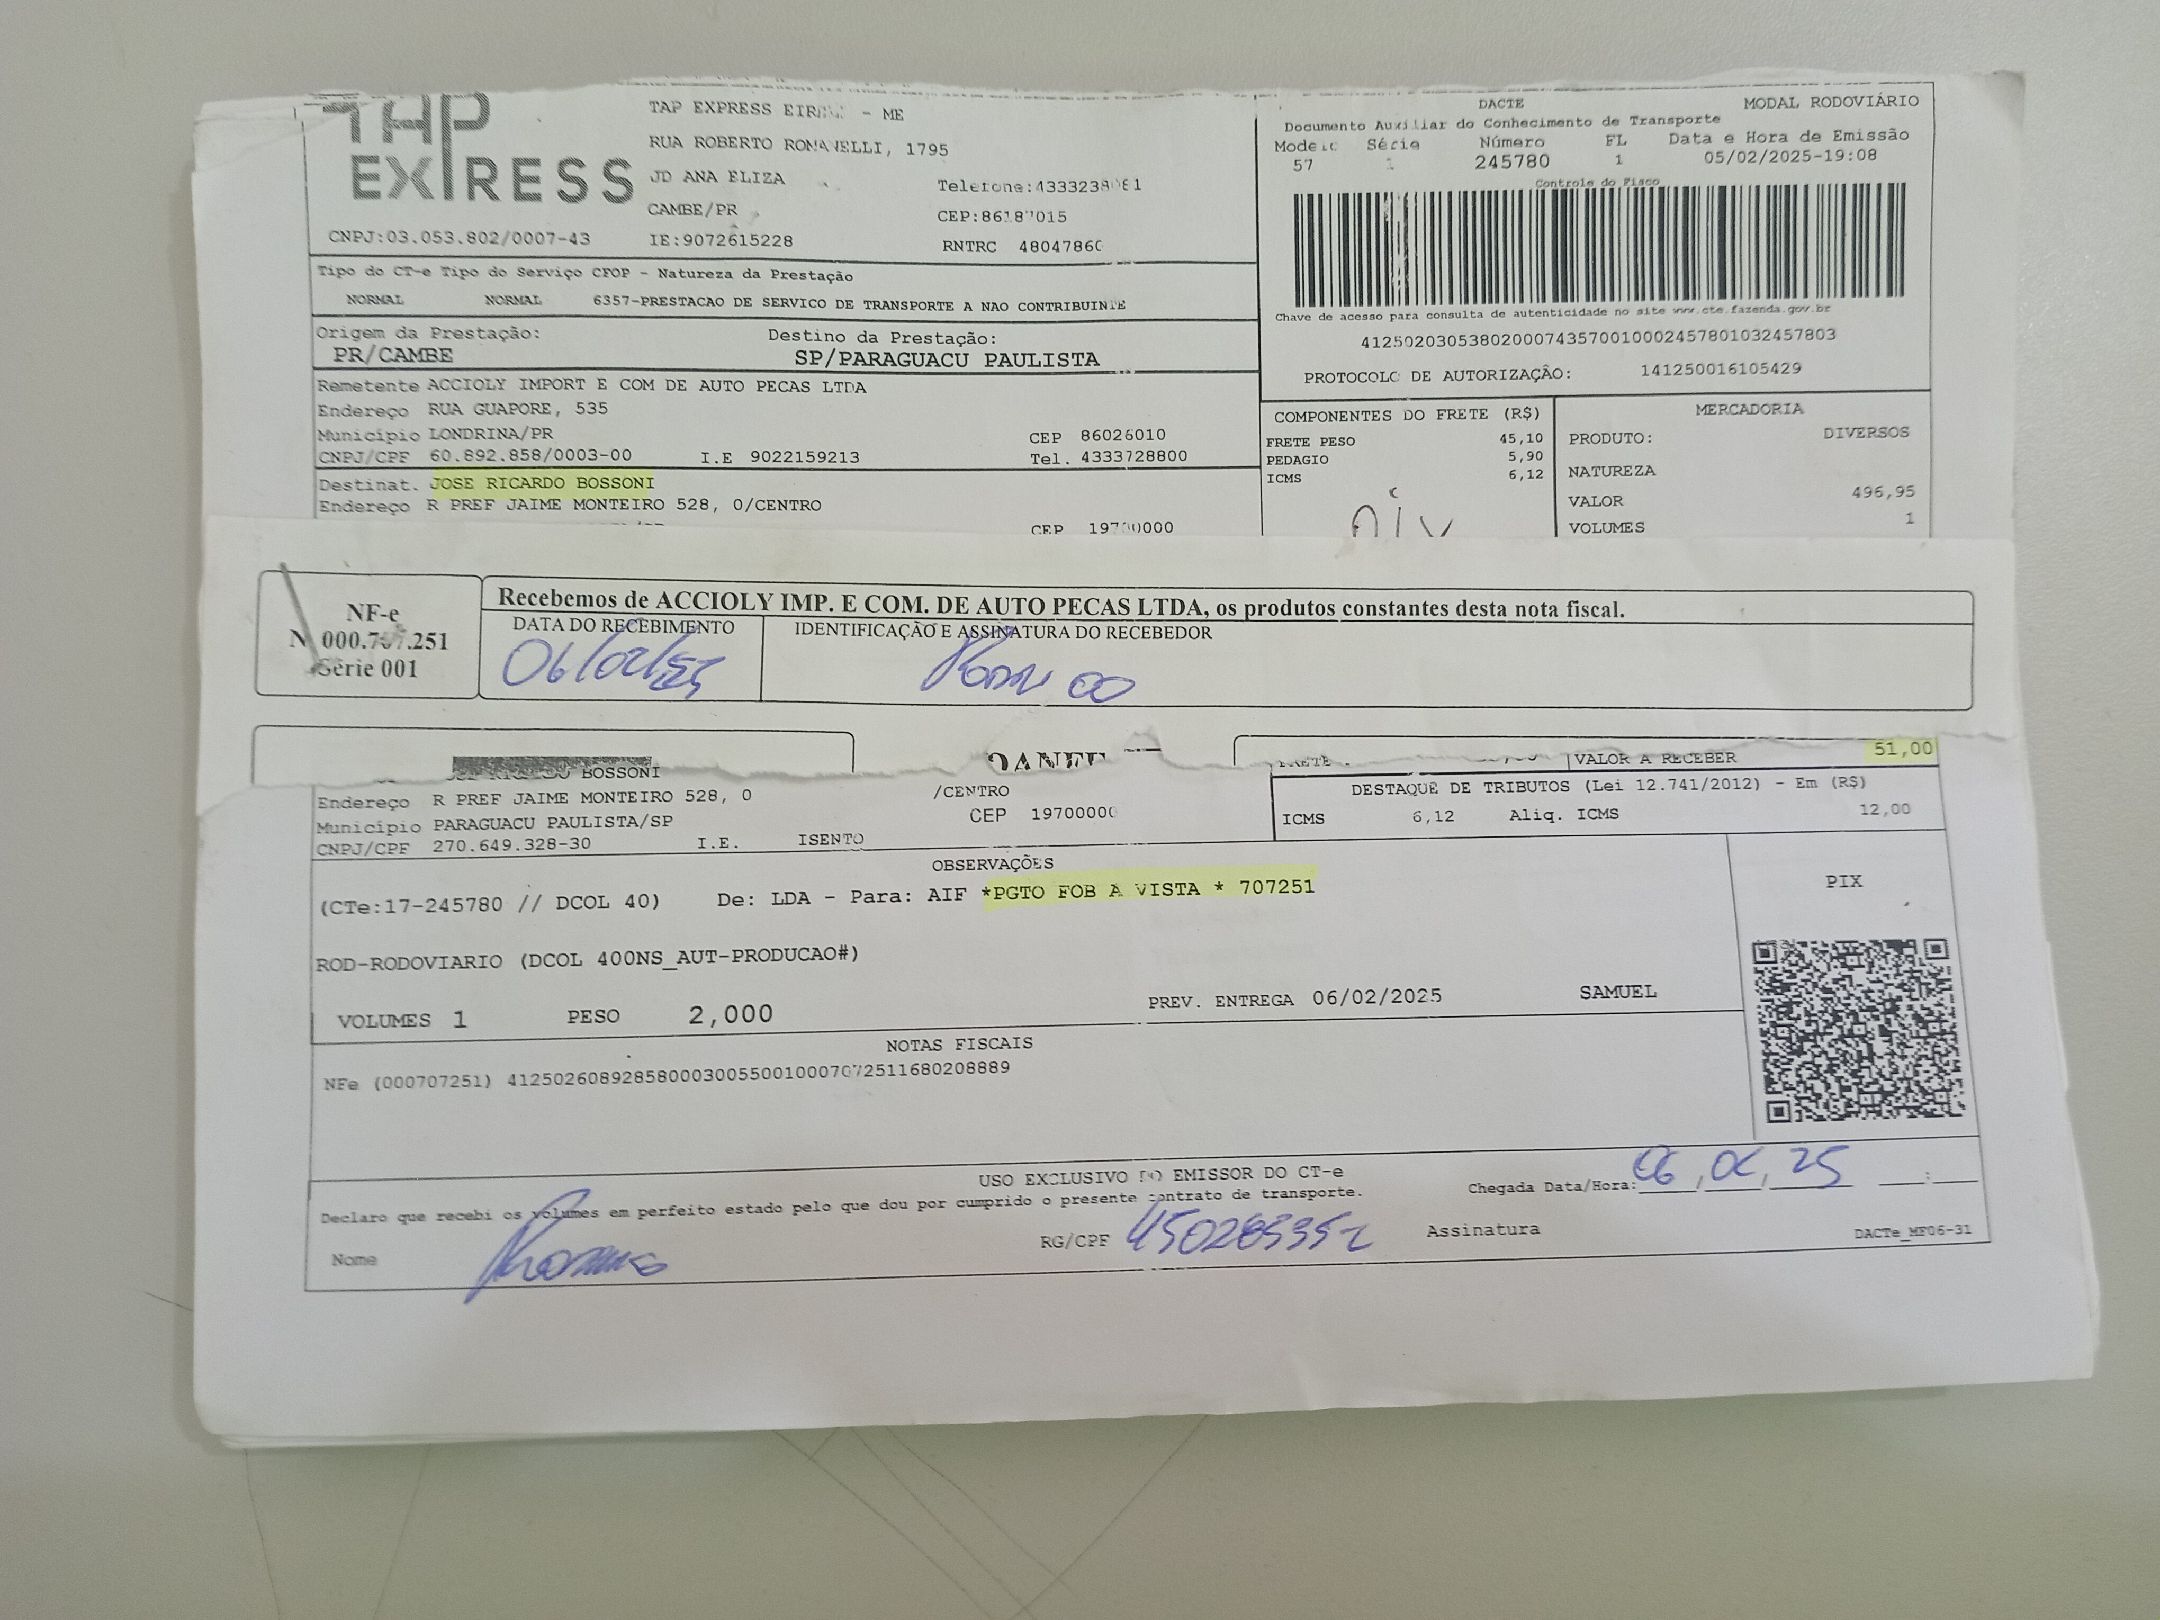 TAP
EXPRESS
TAP EXPRESS - ME
RUA ROBERTO ROMANELLI, 1795
JD ANA ELIZA
CAMBE/PR
CEP:
CNPJ:03.053.802/0007-43
IE:9072615228
RNTRC
DACTE
MODAL RODOVIÁRIO
Documento Auxiliar do Conhecimento de Transporte
Modelo Série Número FL Data e Hora de Emissão
57 245780 1 05/02/2025-19:08
Controle do Fisco
Chave de acesso para consulta de autenticidade no site www.cte.fazenda.gov.br
41250203053802000743570010002457801032457803
PROTOCOLO DE AUTORIZAÇÃO: 141250016105429
Tipo do CT-e Tipo do Serviço CFOP - Natureza da Prestação
NORMAL NORMAL 6357-PRESTACAO DE SERVICO DE TRANSPORTE A NAO CONTRIBUINTE
Origem da Prestação: Destino da Prestação:
PR/CAMBE SP/PARAGUACU PAULISTA
Remetente ACCIOLY IMPORT E COM DE AUTO PECAS LTDA
Endereço RUA GUAPORE, 535
Município LONDRINA/PR CEP 86026010
CNPJ/CPF 60.892.858/0003-00 I.E 9022159213 Tel. 4333728800
Destinat. JOSE RICARDO BOSSONI
Endereço R PREF JAIME MONTEIRO 528, 0/CENTRO
CEP
COMPONENTES DO FRETE (R$)
FRETE PESO 45,10
PEDAGIO 5,90
ICMS 6,12
MERCADORIA
PRODUTO: DIVERSOS
NATUREZA
VALOR 496,95
VOLUMES 1
NF-e
Série 001
Recebemos de ACCIOLY IMP. E COM. DE AUTO PECAS LTDA, os produtos constantes desta nota fiscal.
DATA DO RECEBIMENTO IDENTIFICAÇÃO E ASSINATURA DO RECEBEDOR
06/02/25
VALOR A RECEBER 51,00
BOSSONI
Endereço R PREF JAIME MONTEIRO 528, 0 /CENTRO
Município PARAGUACU PAULISTA/SP CEP 19700000
CNPJ/CPF 270.649.328-30 I.E. ISENTO
DESTAQUE DE TRIBUTOS (Lei 12.741/2012) - Em (R$)
ICMS 6,12 Aliq. ICMS 12,00
OBSERVAÇÕES
(CTe:17-245780 // DCOL 40) De: LDA - Para: AIF *PGTO FOB A VISTA * 707251
ROD-RODOVIARIO (DCOL 400NS_AUT-PRODUCAO#)
VOLUMES 1 PESO 2,000 PREV. ENTREGA 06/02/2025 SAMUEL
PIX
NOTAS FISCAIS
NFe (000707251) 41250260892858000300550010007072511680208889
USO EXCLUSIVO DO EMISSOR DO CT-e
Declaro que recebi os volumes em perfeito estado pelo que dou por cumprido o presente contrato de transporte.
Chegada Data/Hora:
Nome
RG/CPF
Assinatura
DACTe_MF06-31